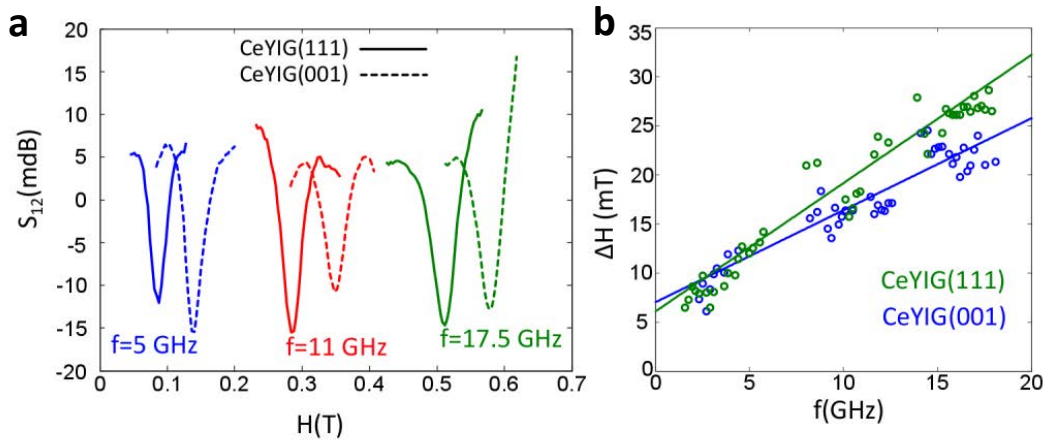 a
20
15
10
5
0
-5
-10
-15
-20
S12(mdB)
CeYIG(111)
CeYIG(001)
f=5 GHz
f=11 GHz
f=17.5 GHz
0
0.1
0.2
0.3
0.4
0.5
0.6
0.7
H(T)
b
35
30
25
20
15
10
5
0
ΔH (mT)
CeYIG(111)
CeYIG(001)
0
5
10
15
20
f(GHz)